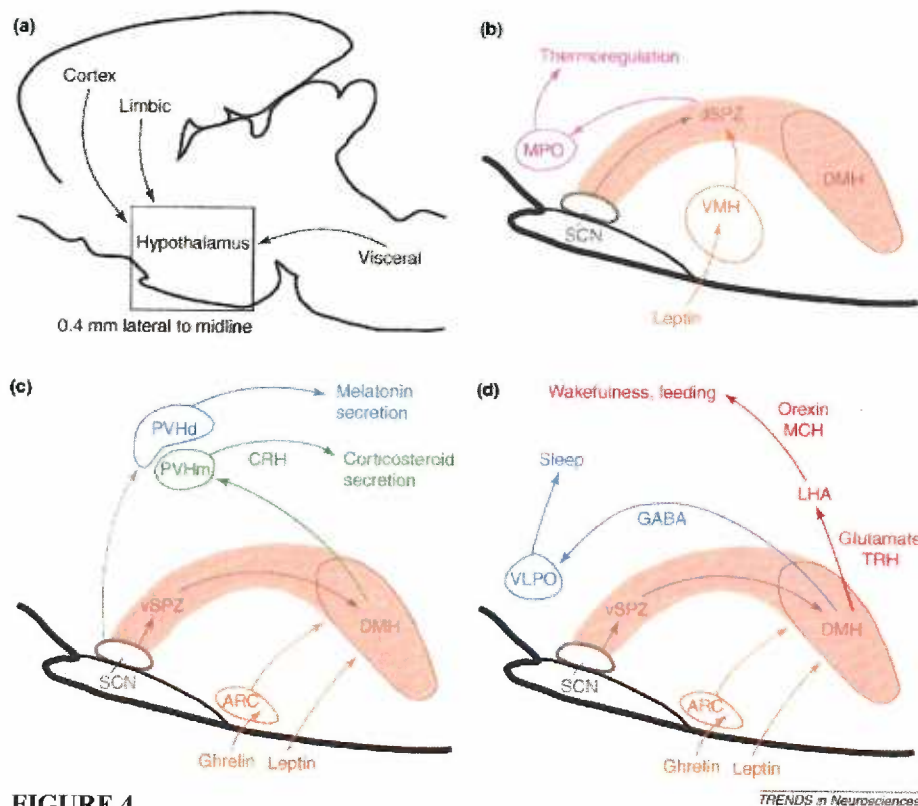 (a)
Cortex
Limbic
Hypothalamus
Visceral
0.4 mm lateral to midline
(b)
Thermoregulation
dSPZ
MPO
DMH
VMH
SCN
Leptin
(c)
Melatonin
secretion
PVHd
CRH
PVHm
Corticosteroid
secretion
vSPZ
DMH
SCN
ARC
Ghrelin Leptin
(d)
Wakefulness, feeding
Orexin
MCH
Sleep
LHA
GABA
Glutamate
TRH
VLPO
vSPZ
DMH
SCN
ARC
Ghrelin Leptin
FIGURE 4
TRENDS in Neurosciences